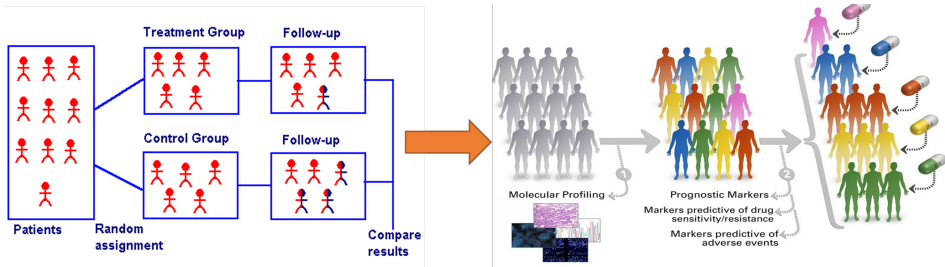 Treatment Group
Follow-up
Control Group
Follow-up
Patients
Random
assignment
Compare
results
1
Molecular Profiling
2
Prognostic Markers
Markers predictive of drug
sensitivity/resistance
Markers predictive of
adverse events